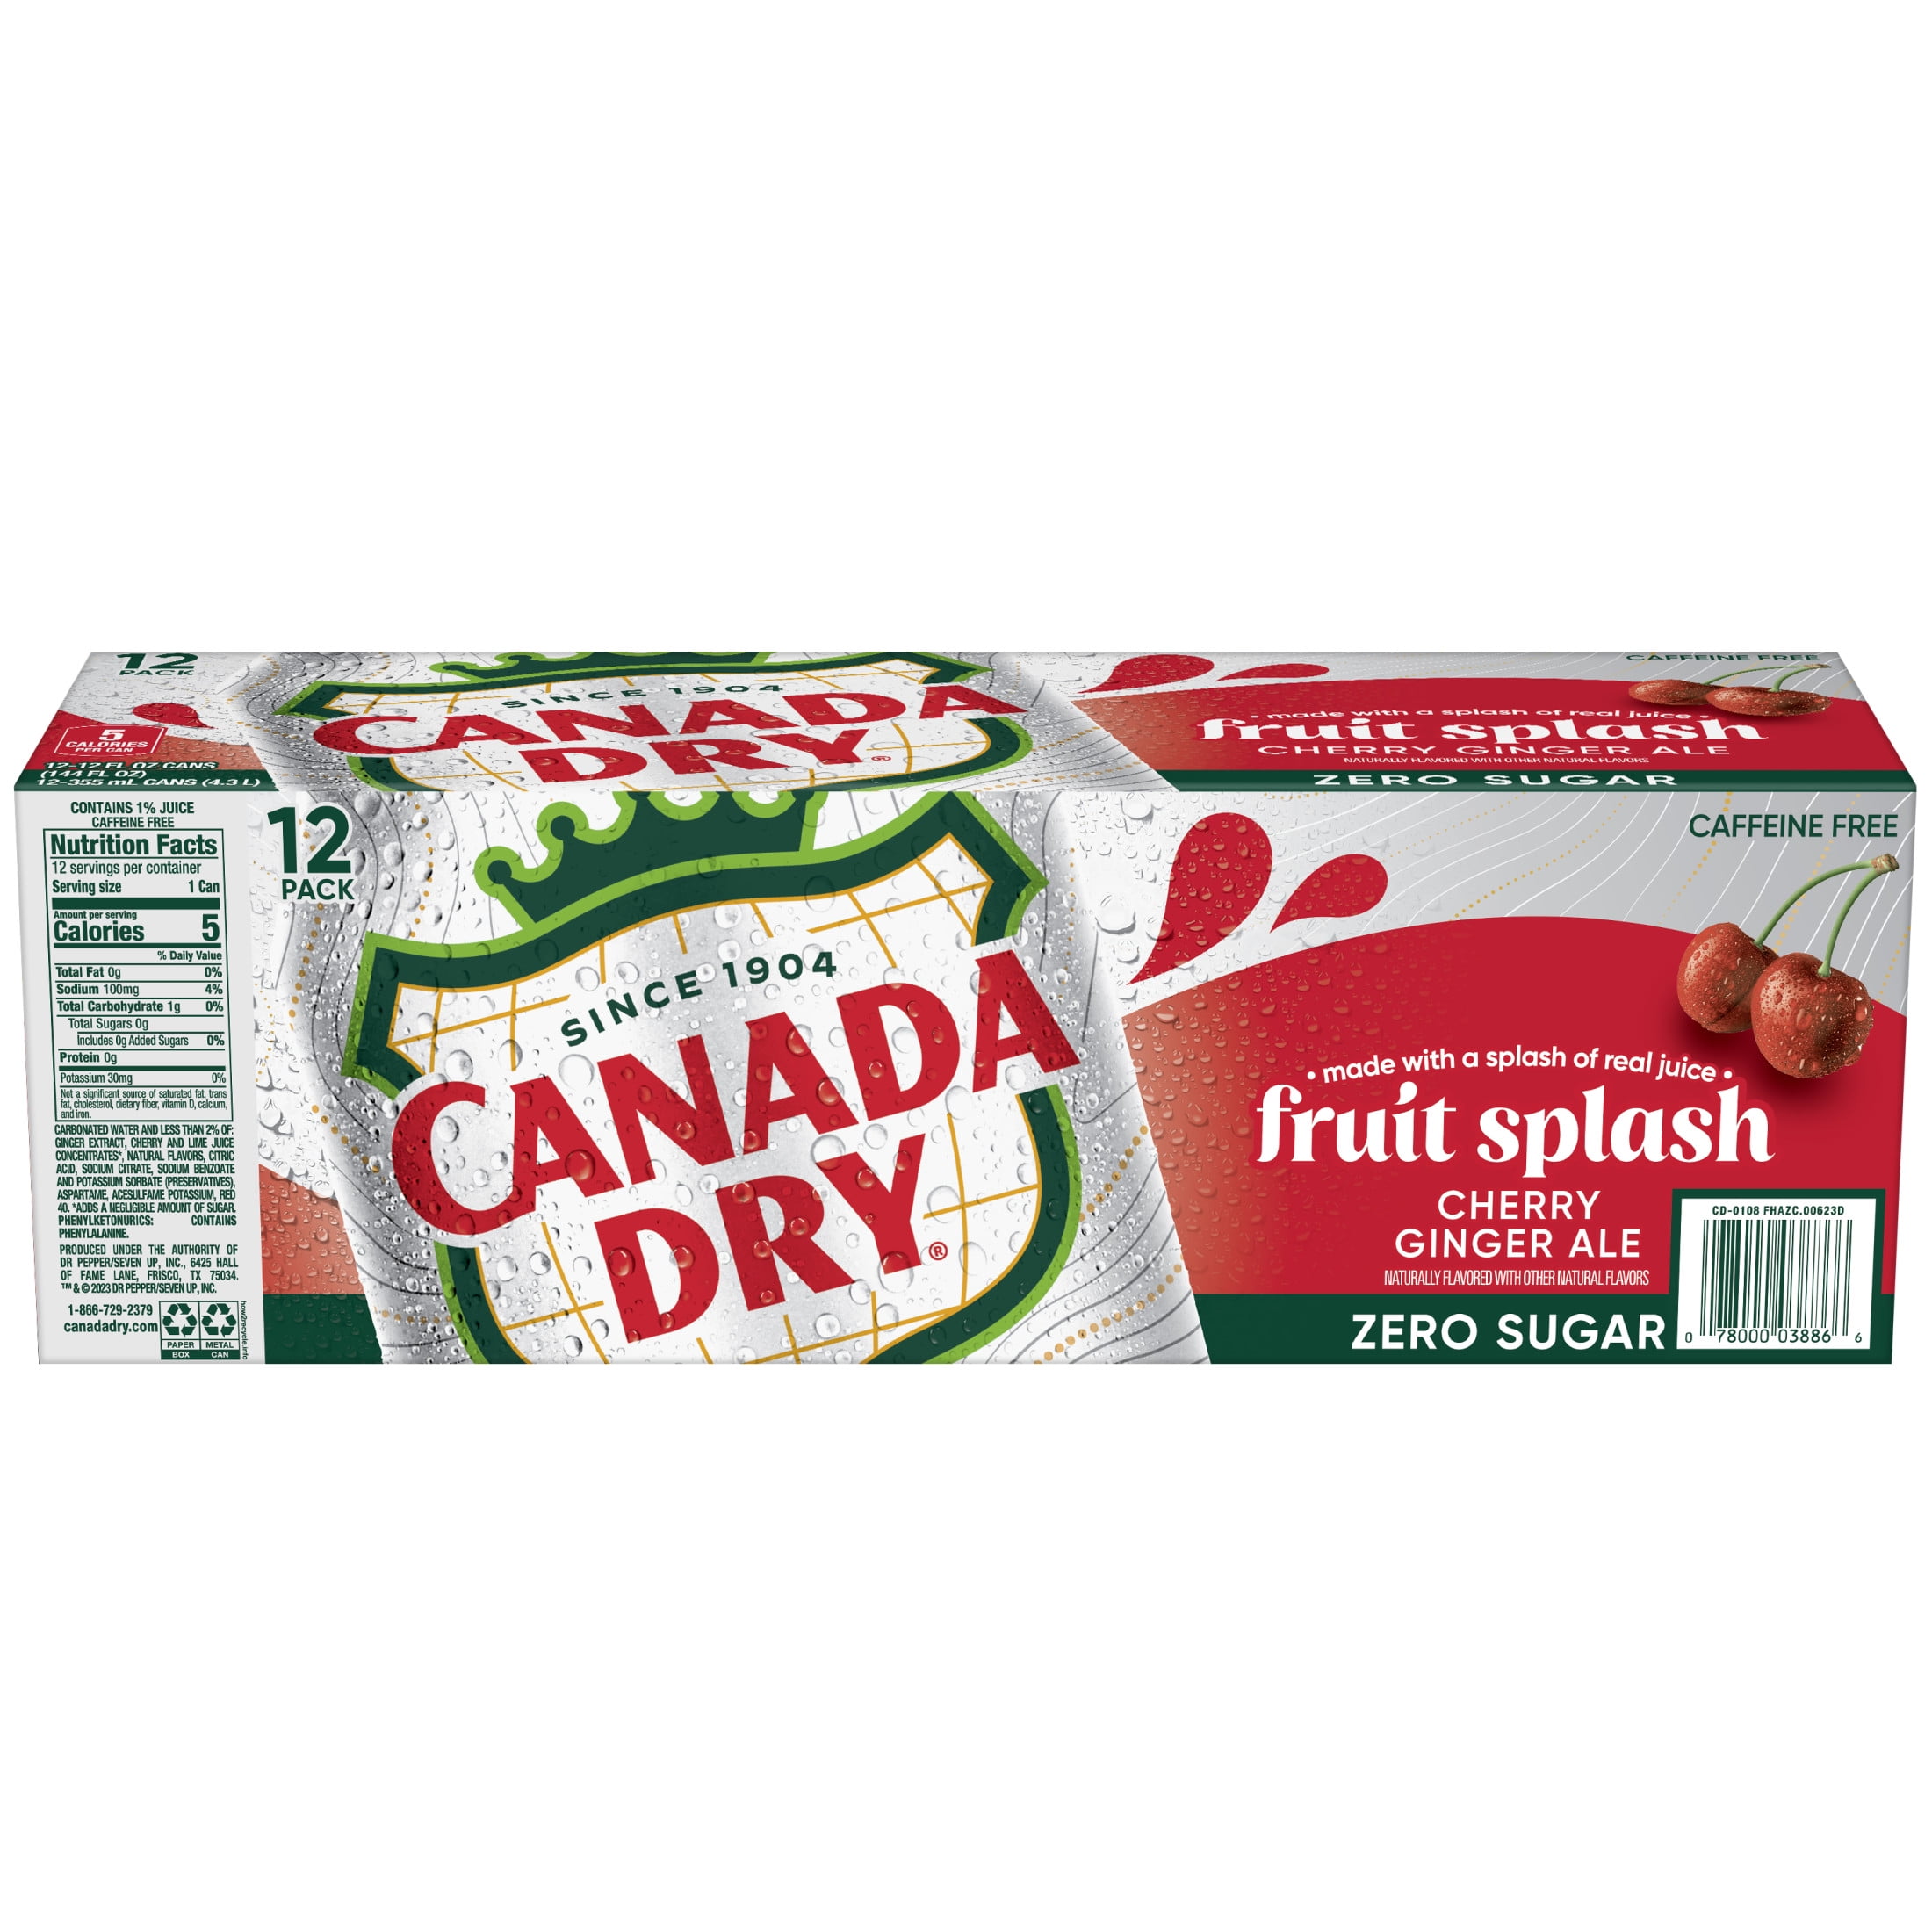 12
PACK
5
CALORIES
PER CAN
12-12 FL OZ CANS
(144 FL OZ)
12-355 mL CANS (4.3 L)
SINCE 1904
CANADA
DRY®
CAFFEINE FREE
• made with a splash of real juice •
fruit splash
CHERRY GINGER ALE
NATURALLY FLAVORED WITH OTHER NATURAL FLAVORS
ZERO SUGAR
CONTAINS 1% JUICE
CAFFEINE FREE
Nutrition Facts
12 servings per container
Serving size 1 Can
Amount per serving
Calories 5
% Daily Value
Total Fat 0g 0%
Sodium 100mg 4%
Total Carbohydrate 1g 0%
Total Sugars 0g
Includes 0g Added Sugars 0%
Protein 0g
Potassium 30mg 0%
Not a significant source of saturated fat, trans
fat, cholesterol, dietary fiber, vitamin D, calcium,
and iron.
CARBONATED WATER AND LESS THAN 2% OF:
GINGER EXTRACT, CHERRY AND LIME JUICE
CONCENTRATES*, NATURAL FLAVORS, CITRIC
ACID, SODIUM CITRATE, SODIUM BENZOATE
AND POTASSIUM SORBATE (PRESERVATIVES),
ASPARTAME, ACESULFAME POTASSIUM, RED
40. *ADDS A NEGLIGIBLE AMOUNT OF SUGAR.
PHENYLKETONURICS: CONTAINS
PHENYLALANINE.
PRODUCED UNDER THE AUTHORITY OF
DR PEPPER/SEVEN UP, INC., 6425 HALL
OF FAME LANE, FRISCO, TX 75034.
™ & © 2023 DR PEPPER/SEVEN UP, INC.
1-866-729-2379
canadadry.com
PAPER
BOX
METAL
CAN
how2recycle.info
12
PACK
SINCE 1904
CANADA
DRY®
CAFFEINE FREE
• made with a splash of real juice •
fruit splash
CHERRY
GINGER ALE
NATURALLY FLAVORED WITH OTHER NATURAL FLAVORS
ZERO SUGAR
CD-0108 FHAZC.00623D
0 78000 03886 6